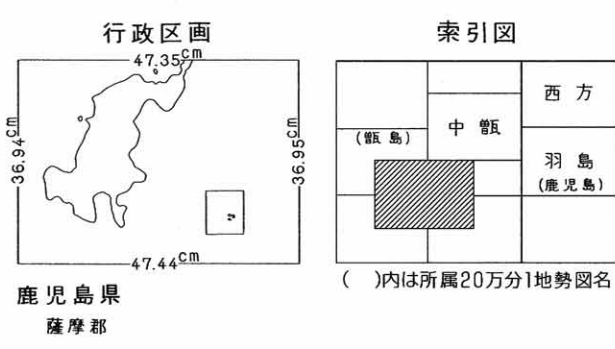 行政区画
47.35cm
36.94cm
36.95cm
47.44cm
鹿児島県
薩摩郡
索引図
西方
中甑
(甑島)
羽島
(鹿児島)
( )内は所属20万分1地勢図名